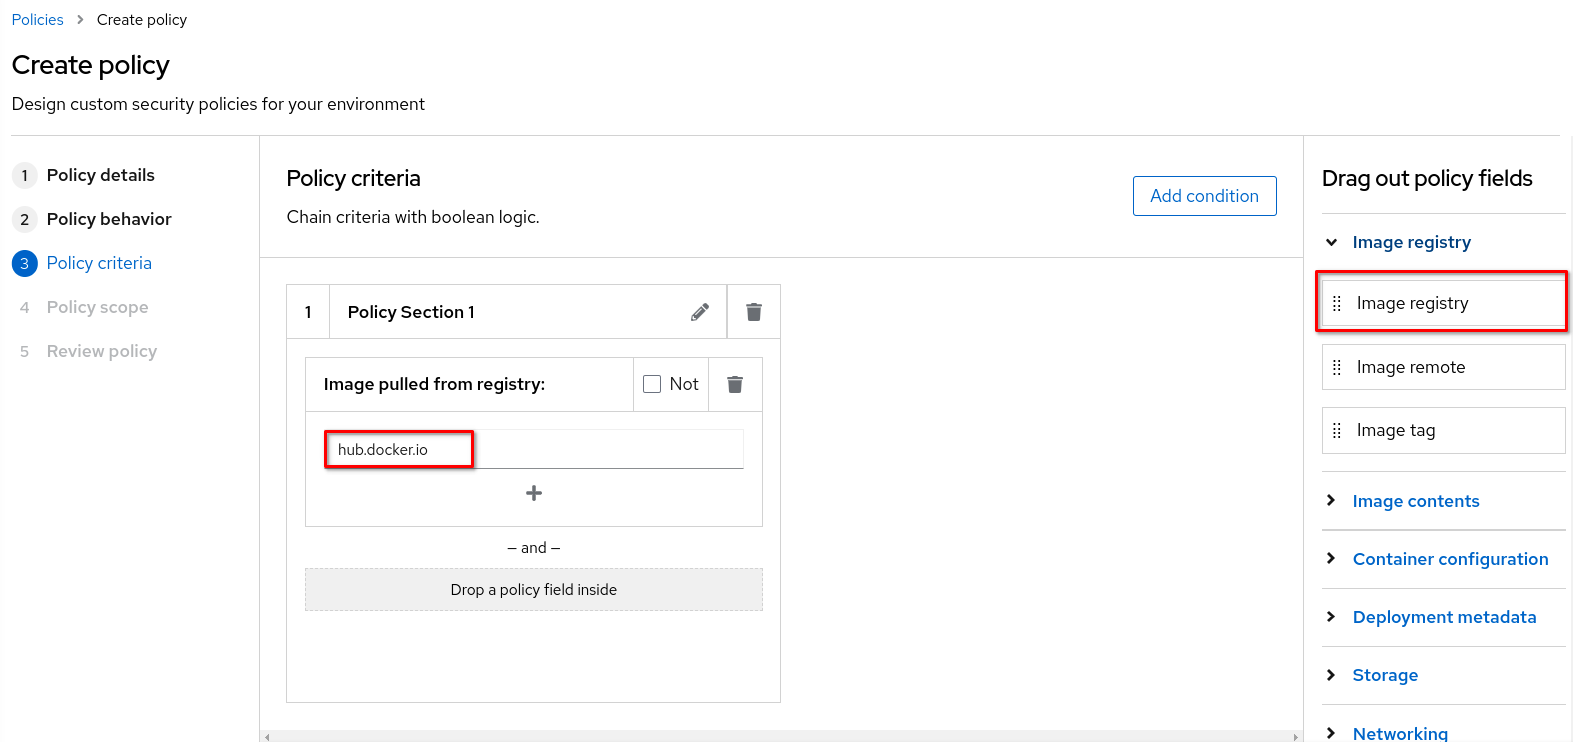 Policies > Create policy
Create policy
Design custom security policies for your environment
1 Policy details
2 Policy behavior
3 Policy criteria
4 Policy scope
5 Review policy
Policy criteria
Chain criteria with boolean logic.
Add condition
1 Policy Section 1
Image pulled from registry:
Not
hub.docker.io
— and —
Drop a policy field inside
Drag out policy fields
Image registry
Image registry
Image remote
Image tag
Image contents
Container configuration
Deployment metadata
Storage
Networking